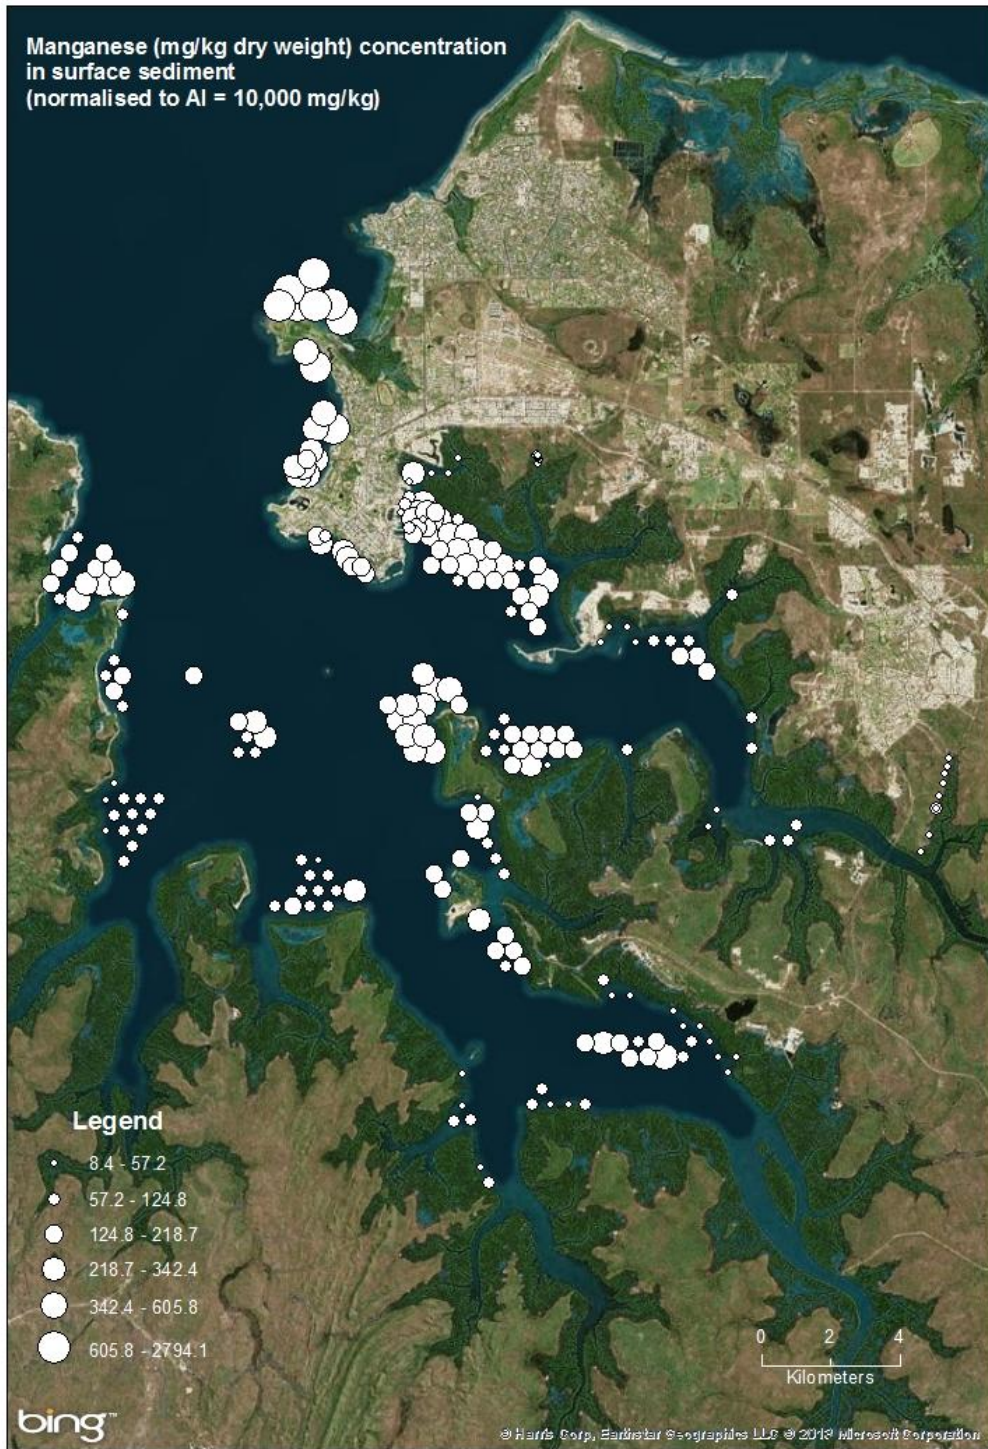 Manganese (mg/kg dry weight) concentration
in surface sediment
(normalised to Al = 10,000 mg/kg)
Legend
8.4 - 57.2
57.2 - 124.8
124.8 - 218.7
218.7 - 342.4
342.4 - 605.8
605.8 - 2794.1
0 2 4
Kilometers
bing™
© Harris Corp, Earthstar Geographics LLC © 2013 Microsoft Corporation